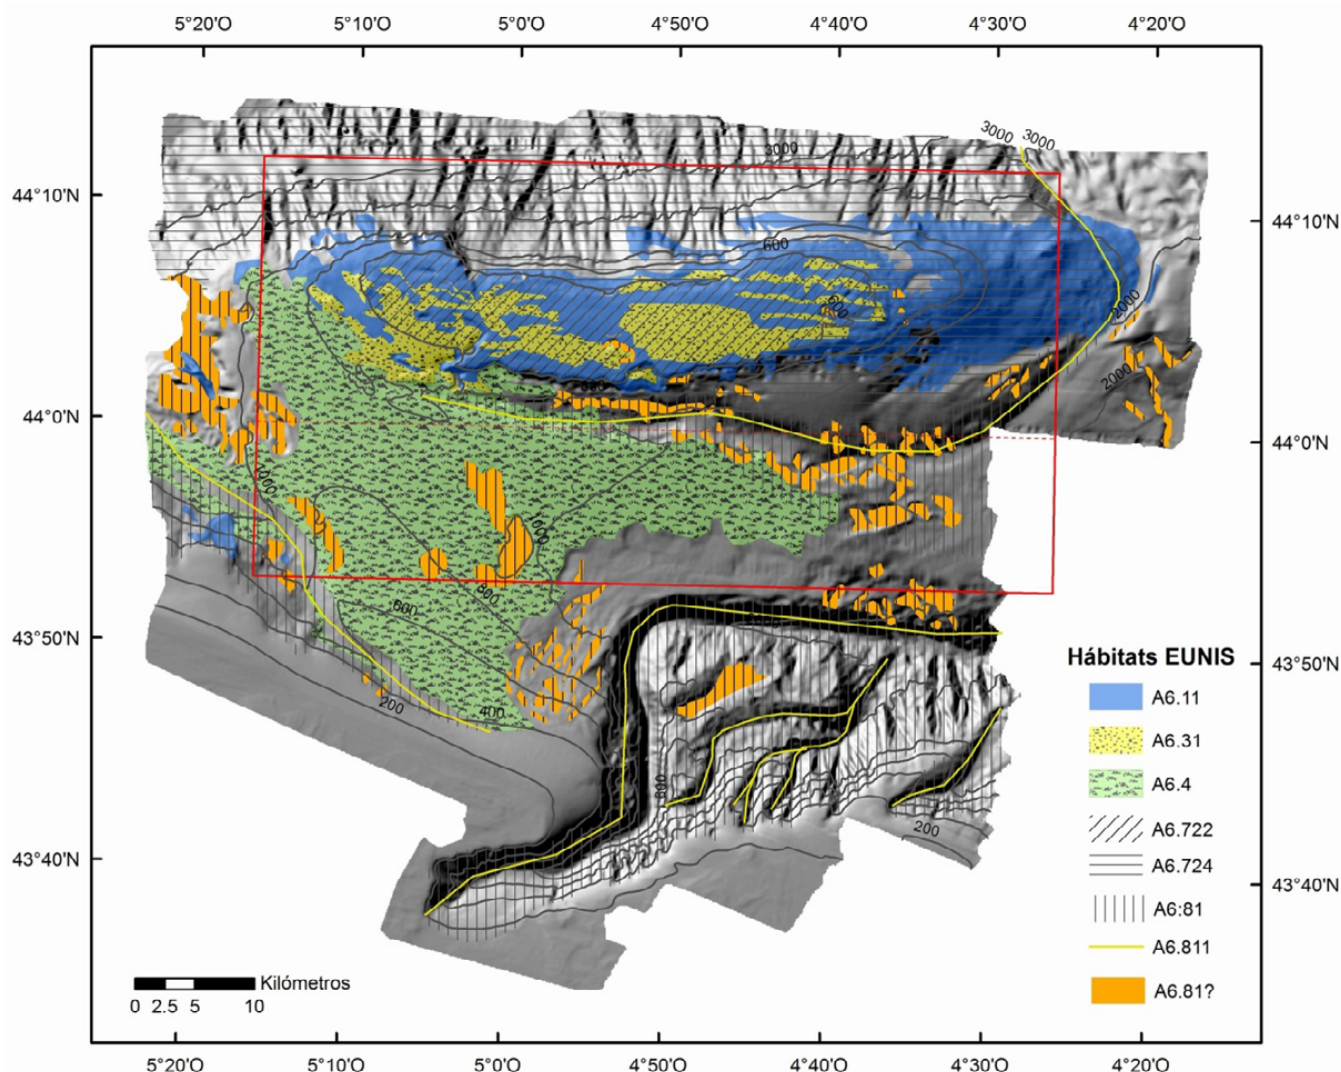 5°20'O 5°10'O 5°0'O 4°50'O 4°40'O 4°30'O 4°20'O
3000 3000
3000
44°10'N 44°10'N
600
2000
2000
44°0'N 44°0'N
1000
800
600
43°50'N 43°50'N
200
400
600
200
43°40'N 43°40'N
Hábitats EUNIS
A6.11
A6.31
A6.4
A6.722
A6.724
A6:81
A6.811
A6.81?
Kilómetros
0 2.5 5 10
5°20'O 5°10'O 5°0'O 4°50'O 4°40'O 4°30'O 4°20'O